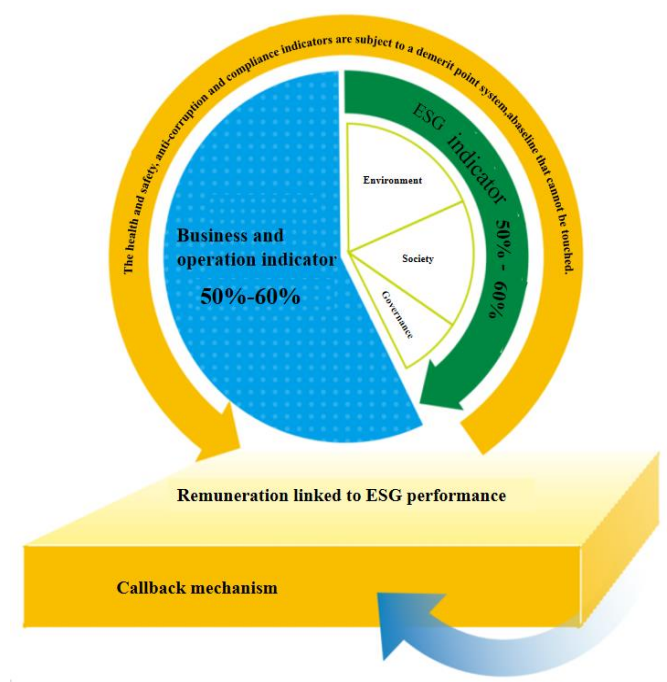 The health and safety, anti-corruption and compliance indicators are subject to a demerit point system.abaseline that cannot be touched.
ESG indicator 50% - 60%
Environment
Business and
operation indicator
50%-60%
Society
Governance
Remuneration linked to ESG performance
Callback mechanism